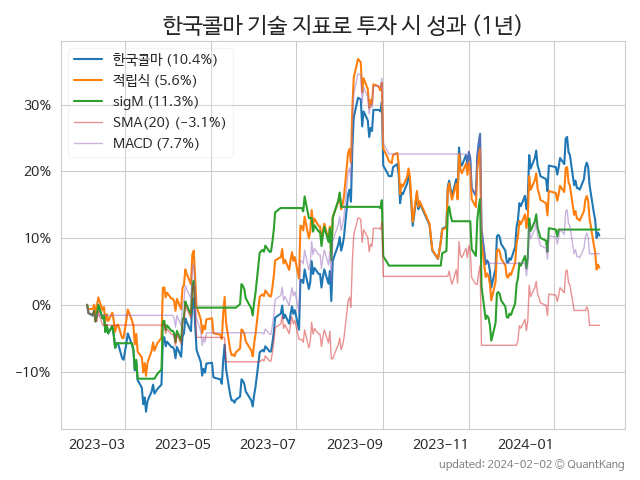 한국콜마 기술 지표로 투자 시 성과 (1년)
한국콜마 (10.4%)
적립식 (5.6%)
sigM (11.3%)
SMA(20) (−3.1%)
MACD (7.7%)
30%
20%
10%
0%
−10%
2023-03
2023-05
2023-07
2023-09
2023-11
2024-01
updated: 2024-02-02 © QuantKang